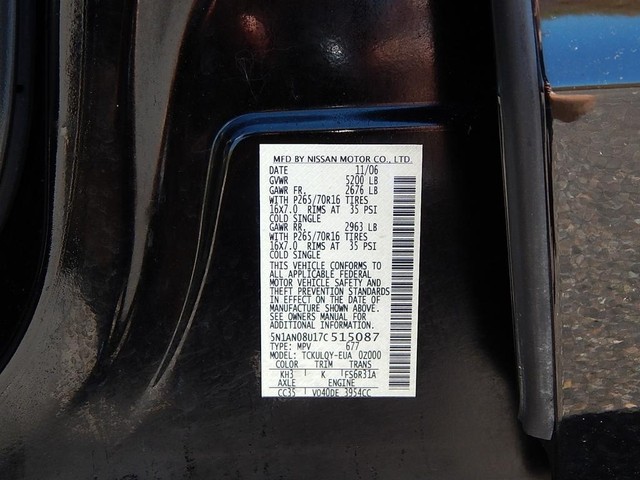 MFD BY NISSAN MOTOR CO., LTD
DATE 11/06
GVWR 5200 LB
GAWR FR, 2676 LB
WITH P265/70R16 TIRES
16X7.0 RIMS AT 35 PSI
COLD SINGLE
GAWR RR, 2963 LB
WITH P265/70R16 TIRES
16X7.0 RIMS AT 35 PSI
COLD SINGLE
THIS VEHICLE CONFORMS TO
ALL APPLICABLE FEDERAL
MOTOR VEHICLE SAFETY AND
THEFT PREVENTION STANDARDS
IN EFFECT ON THE DATE OF
MANUFACTURE SHOWN ABOVE.
SEE OWNERS MANUAL FOR
ADDITIONAL INFORMATION.
5N1AN08U17C515087
TYPE: MPV 677
MODEL: TCKULQY-EUA 02000
COLOR TRIM TRANS
KH3 K FS6R31A
AXLE ENGINE
CC35 VQ40DE 3954CC